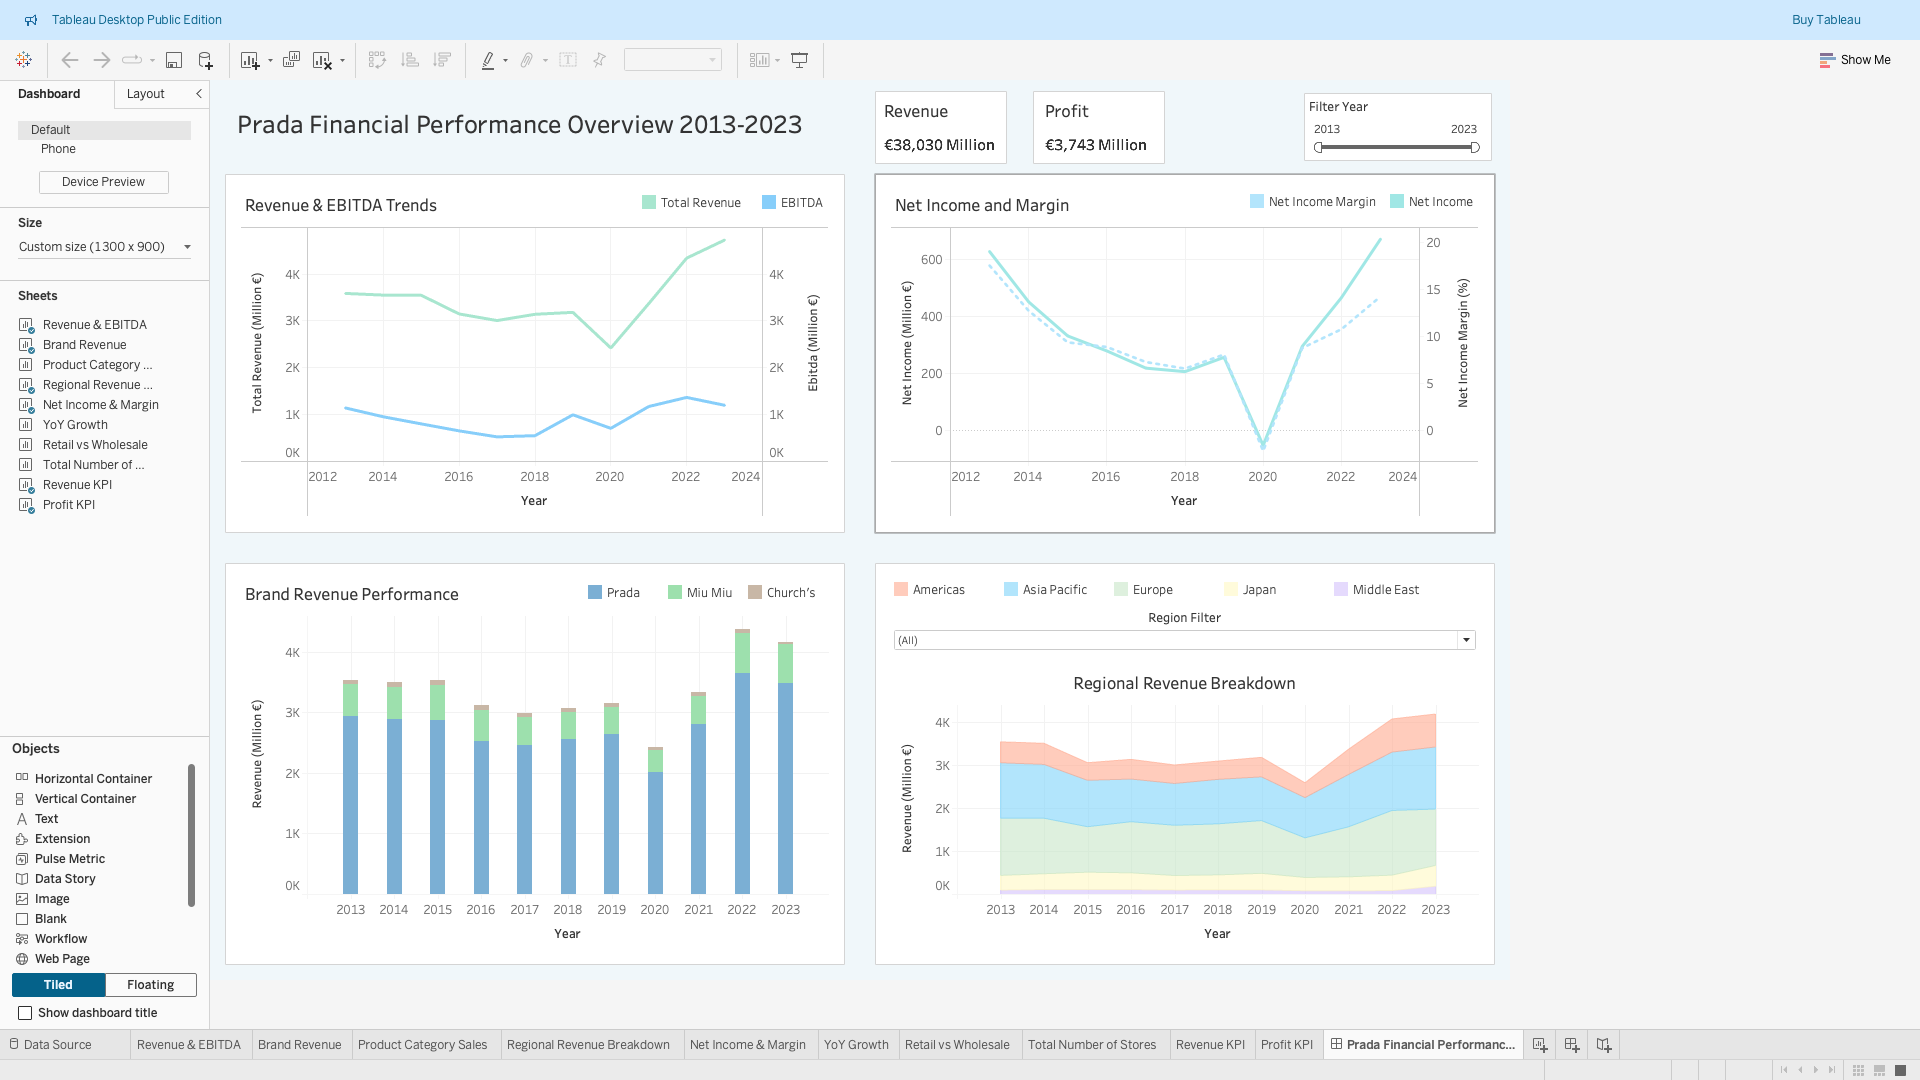 Tableau Desktop Public Edition
Buy Tableau
Show Me
Dashboard
Layout
Default
Phone
Device Preview
Size
Custom size (1300 x 900)
Sheets
Revenue & EBITDA
Brand Revenue
Product Category ...
Regional Revenue ...
Net Income & Margin
YoY Growth
Retail vs Wholesale
Total Number of ...
Revenue KPI
Profit KPI
Objects
Horizontal Container
Vertical Container
Text
Extension
Pulse Metric
Data Story
Image
Blank
Workflow
Web Page
Tiled
Floating
Show dashboard title
Prada Financial Performance Overview 2013-2023
Revenue
€38,030 Million
Profit
€3,743 Million
Filter Year
2013 2023
Revenue & EBITDA Trends
Total Revenue
EBITDA
Total Revenue (Million €)
4K
3K
2K
1K
0K
4K
3K
2K
1K
0K
Ebitda (Million €)
2012 2014 2016 2018 2020 2022 2024
Year
Net Income and Margin
Net Income Margin
Net Income
Net Income (Million €)
600
400
200
0
20
15
10
5
0
Net Income Margin (%)
2012 2014 2016 2018 2020 2022 2024
Year
Brand Revenue Performance
Prada
Miu Miu
Church's
Revenue (Million €)
4K
3K
2K
1K
0K
2013 2014 2015 2016 2017 2018 2019 2020 2021 2022 2023
Year
Americas
Asia Pacific
Europe
Japan
Middle East
Region Filter
(All)
Regional Revenue Breakdown
Revenue (Million €)
4K
3K
2K
1K
0K
2013 2014 2015 2016 2017 2018 2019 2020 2021 2022 2023
Year
Data Source
Revenue & EBITDA
Brand Revenue
Product Category Sales
Regional Revenue Breakdown
Net Income & Margin
YoY Growth
Retail vs Wholesale
Total Number of Stores
Revenue KPI
Profit KPI
Prada Financial Performanc...